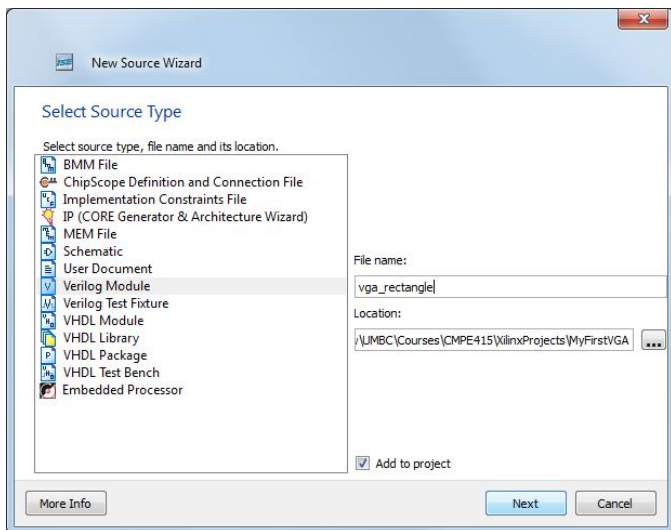 ISE
New Source Wizard
Select Source Type
Select source type, file name and its location.
BMM File
ChipScope Definition and Connection File
Implementation Constraints File
IP (CORE Generator & Architecture Wizard)
MEM File
Schematic
User Document
Verilog Module
Verilog Test Fixture
VHDL Module
VHDL Library
VHDL Package
VHDL Test Bench
Embedded Processor
File name:
vga_rectangle
Location:
\UMBC\Courses\CMPE415\XilinxProjects\MyFirstVGA
...
Add to project
More Info
Next
Cancel